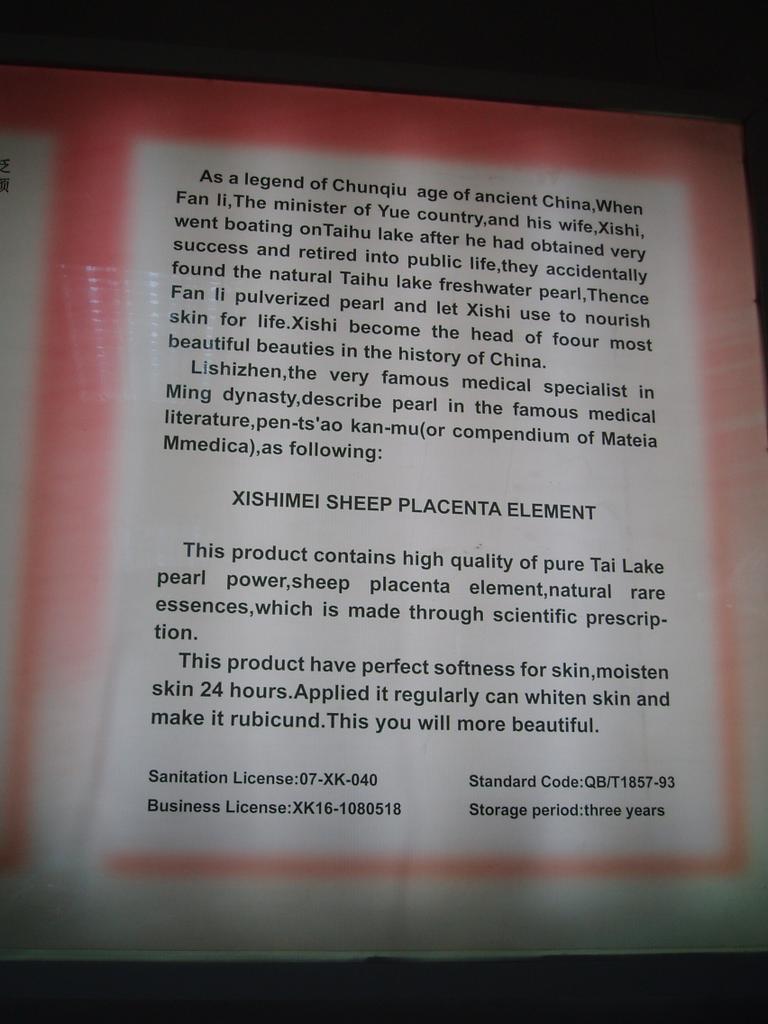 乏
颜
As a legend of Chunqiu age of ancient China,When
Fan li,The minister of Yue country,and his wife,Xishi,
went boating onTaihu lake after he had obtained very
success and retired into public life,they accidentally
found the natural Taihu lake freshwater pearl,Thence
Fan li pulverized pearl and let Xishi use to nourish
skin for life.Xishi become the head of foour most
beautiful beauties in the history of China.
Lishizhen,the very famous medical specialist in
Ming dynasty,describe pearl in the famous medical
literature,pen-ts'ao kan-mu(or compendium of Mateia
Mmedica),as following:
XISHIMEI SHEEP PLACENTA ELEMENT
This product contains high quality of pure Tai Lake
pearl power,sheep placenta element,natural rare
essences,which is made through scientific prescrip-
tion.
This product have perfect softness for skin,moisten
skin 24 hours.Applied it regularly can whiten skin and
make it rubicund.This you will more beautiful.
Sanitation License:07-XK-040 Standard Code:QB/T1857-93
Business License:XK16-1080518 Storage period:three years